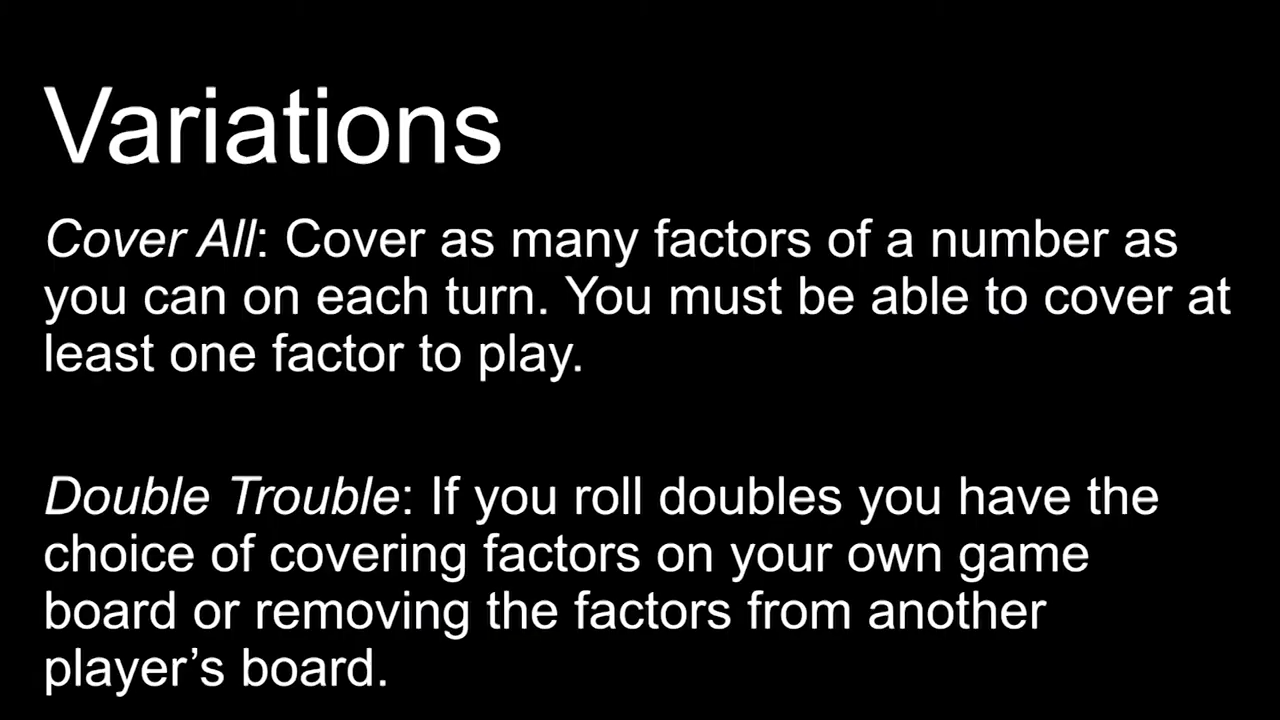 Variations
Cover All: Cover as many factors of a number as
you can on each turn. You must be able to cover at
least one factor to play.
Double Trouble: If you roll doubles you have the
choice of covering factors on your own game
board or removing the factors from another
player’s board.